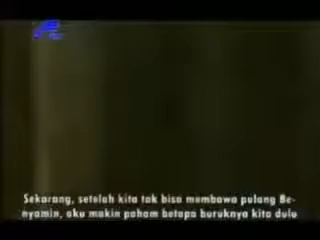 Sekarang, setelah kita tak bisa membawa pulang Be-
nyamin, aku makin paham betapa buruknya kita dulu